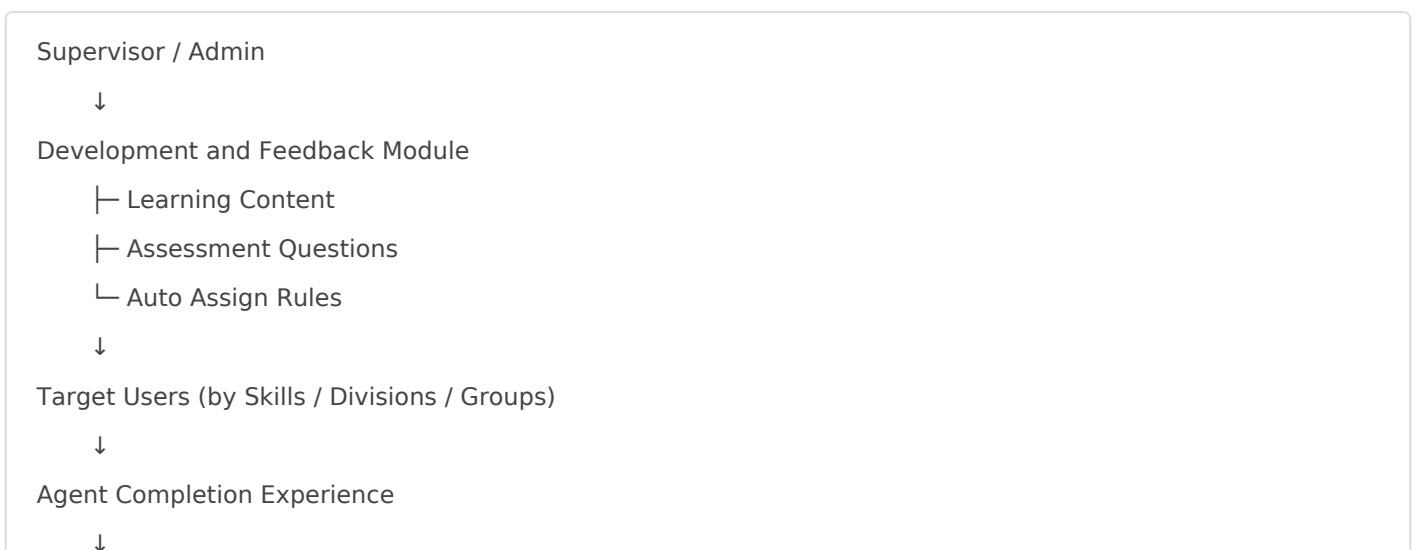 Supervisor / Admin
↓
Development and Feedback Module
├─ Learning Content
├─ Assessment Questions
└─ Auto Assign Rules
↓
Target Users (by Skills / Divisions / Groups)
↓
Agent Completion Experience
↓